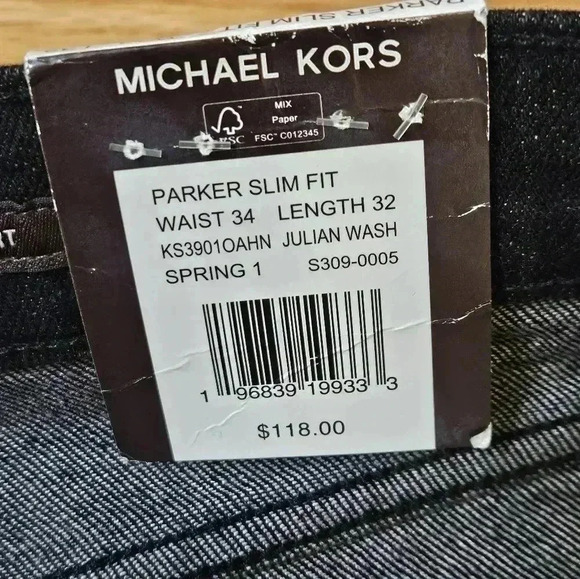 PARKER SLIM FIT
MICHAEL KORS
FSC
MIX
Paper
FSC™ C012345
PARKER SLIM FIT
WAIST 34 LENGTH 32
KS3901OAHN JULIAN WASH
SPRING 1 S309-0005
1 96839 19933 3
$118.00